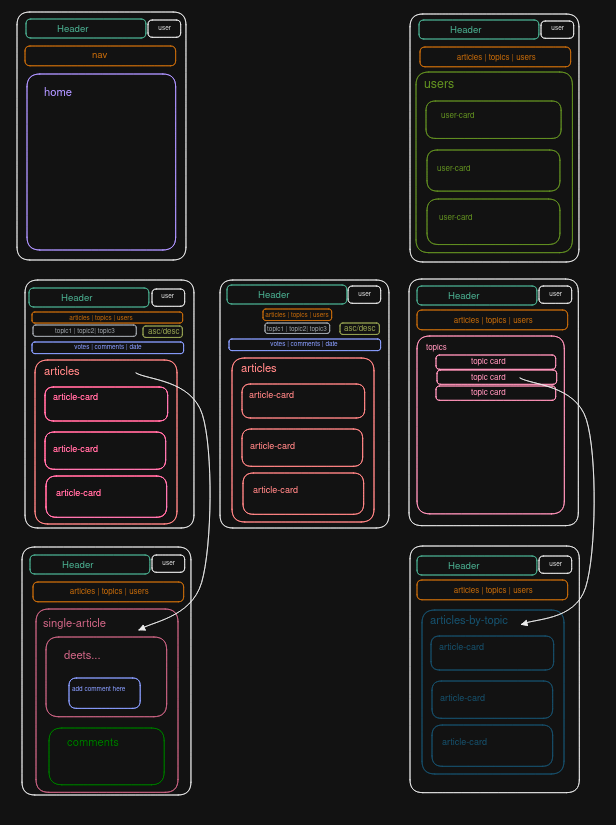 Header
user
nav
home
Header
user
articles | topics | users
users
user-card
user-card
user-card
Header
user
articles | topics | users
topic1 | topic2| topic3
asc/desc
votes | comments | date
articles
article-card
article-card
article-card
Header
user
articles | topics | users
topic1 | topic2| topic3
asc/desc
votes | comments | date
articles
article-card
article-card
article-card
Header
user
articles | topics | users
topics
topic card
topic card
topic card
Header
user
articles | topics | users
single-article
deets...
add comment here
comments
Header
user
articles | topics | users
articles-by-topic
article-card
article-card
article-card